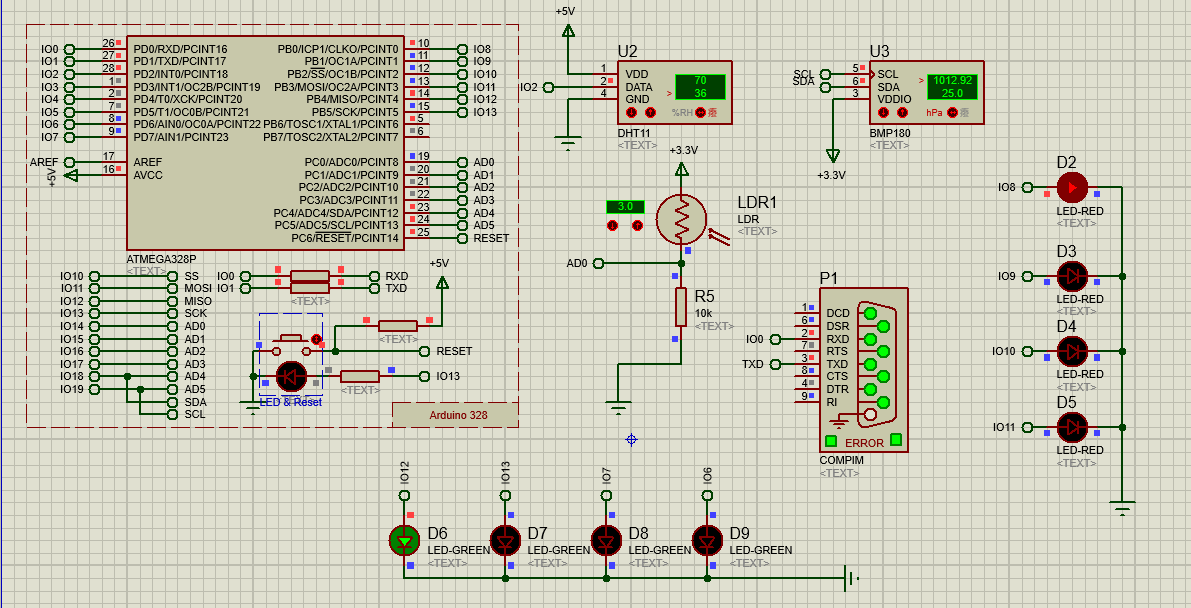 IO0 26 PD0/RXD/PCINT16 PB0/ICP1/CLKO/PCINT0 10 IO8
IO1 27 PD1/TXD/PCINT17 PB1/OC1A/PCINT1 11 IO9
IO2 28 PD2/INT0/PCINT18 PB2/SS/OC1B/PCINT2 12 IO10
IO3 1 PD3/INT1/OC2B/PCINT19 PB3/MOSI/OC2A/PCINT3 13 IO11
IO4 2 PD4/T0/XCK/PCINT20 PB4/MISO/PCINT4 14 IO12
IO5 7 PD5/T1/OC0B/PCINT21 PB5/SCK/PCINT5 15 IO13
IO6 8 PD6/AIN0/OC0A/PCINT22 PB6/TOSC1/XTAL1/PCINT6 5
IO7 9 PD7/AIN1/PCINT23 PB7/TOSC2/XTAL2/PCINT7 6
AREF 17 AREF PC0/ADC0/PCINT8 19 AD0
+5V 16 AVCC PC1/ADC1/PCINT9 20 AD1
PC2/ADC2/PCINT10 21 AD2
PC3/ADC3/PCINT11 22 AD3
PC4/ADC4/SDA/PCINT12 23 AD4
PC5/ADC5/SCL/PCINT13 24 AD5
PC6/RESET/PCINT14 25 RESET
ATMEGA328P
<TEXT>
IO10 SS
IO11 MOSI
IO12 MISO
IO13 SCK
IO14 AD0
IO15 AD1
IO16 AD2
IO17 AD3
IO18 AD4
IO19 AD5
SDA
SCL
IO0 RXD
IO1 TXD
<TEXT>
+5V
<TEXT>
RESET
IO13
<TEXT>
LED & Reset
Arduino 328
+5V
U2
1 VDD
IO2 2 DATA
4 GND
> 70
36
%RH
DHT11
<TEXT>
U3
SCL 5 SCL
SDA 6 SDA
3 VDDIO
> 1012.92
25.0
hPa
BMP180
<TEXT>
+3.3V
+3.3V
3.0
LDR1
LDR
<TEXT>
AD0
R5
10k
<TEXT>
P1
1 DCD
6 DSR
IO0 2 RXD
7 RTS
TXD 3 TXD
8 CTS
4 DTR
9 RI
ERROR
COMPIM
<TEXT>
D2
IO8
LED-RED
<TEXT>
D3
IO9
LED-RED
<TEXT>
D4
IO10
LED-RED
<TEXT>
D5
IO11
LED-RED
<TEXT>
IO12 IO13 IO7 IO6
D6 D7 D8 D9
LED-GREEN LED-GREEN LED-GREEN LED-GREEN
<TEXT> <TEXT> <TEXT> <TEXT>